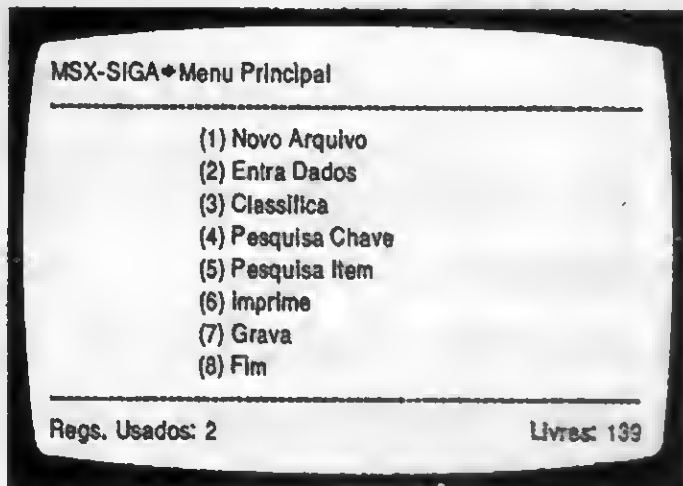 MSX-SIGA➧Menu Principal
(1) Novo Arquivo
(2) Entra Dados
(3) Classifica
(4) Pesquisa Chave
(5) Pesquisa Item
(6) Imprime
(7) Grava
(8) Fim
Regs. Usados: 2 Livres: 139